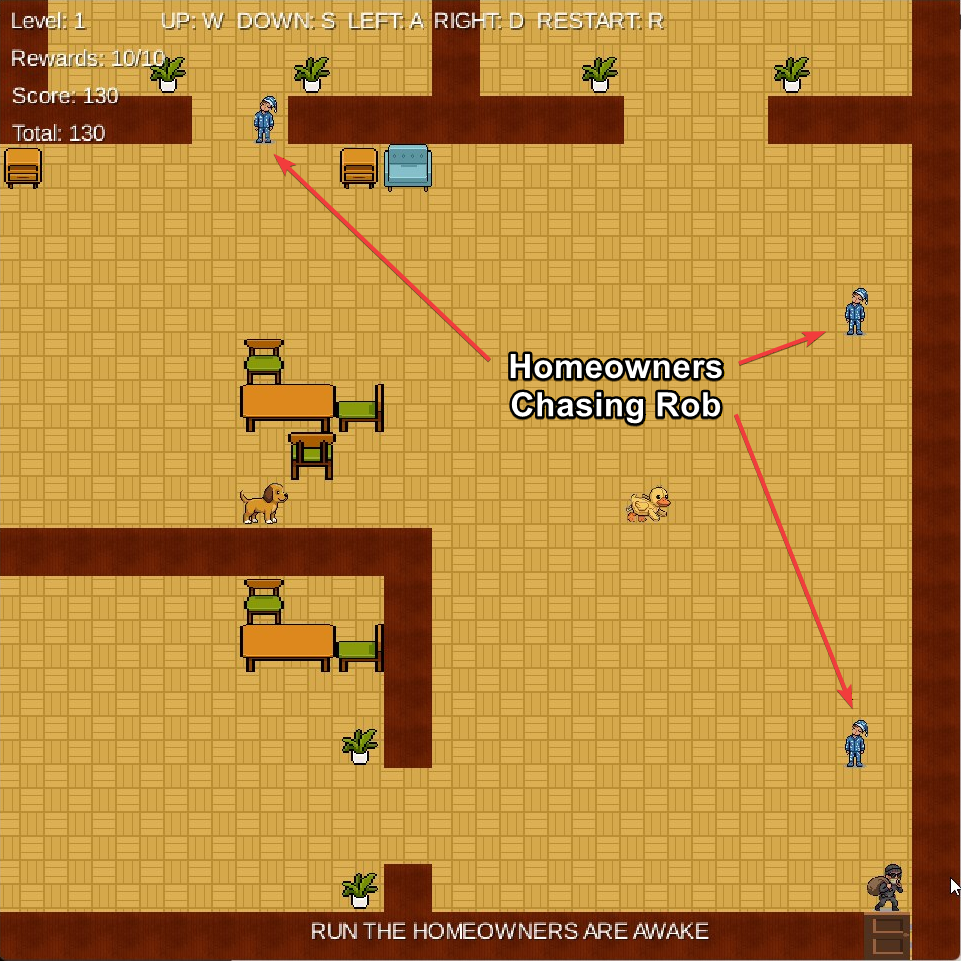 Level: 1 UP: W DOWN: S LEFT: A RIGHT: D RESTART: R
Rewards: 10/10
Score: 130
Total: 130
Homeowners
Chasing Rob
RUN THE HOMEOWNERS ARE AWAKE